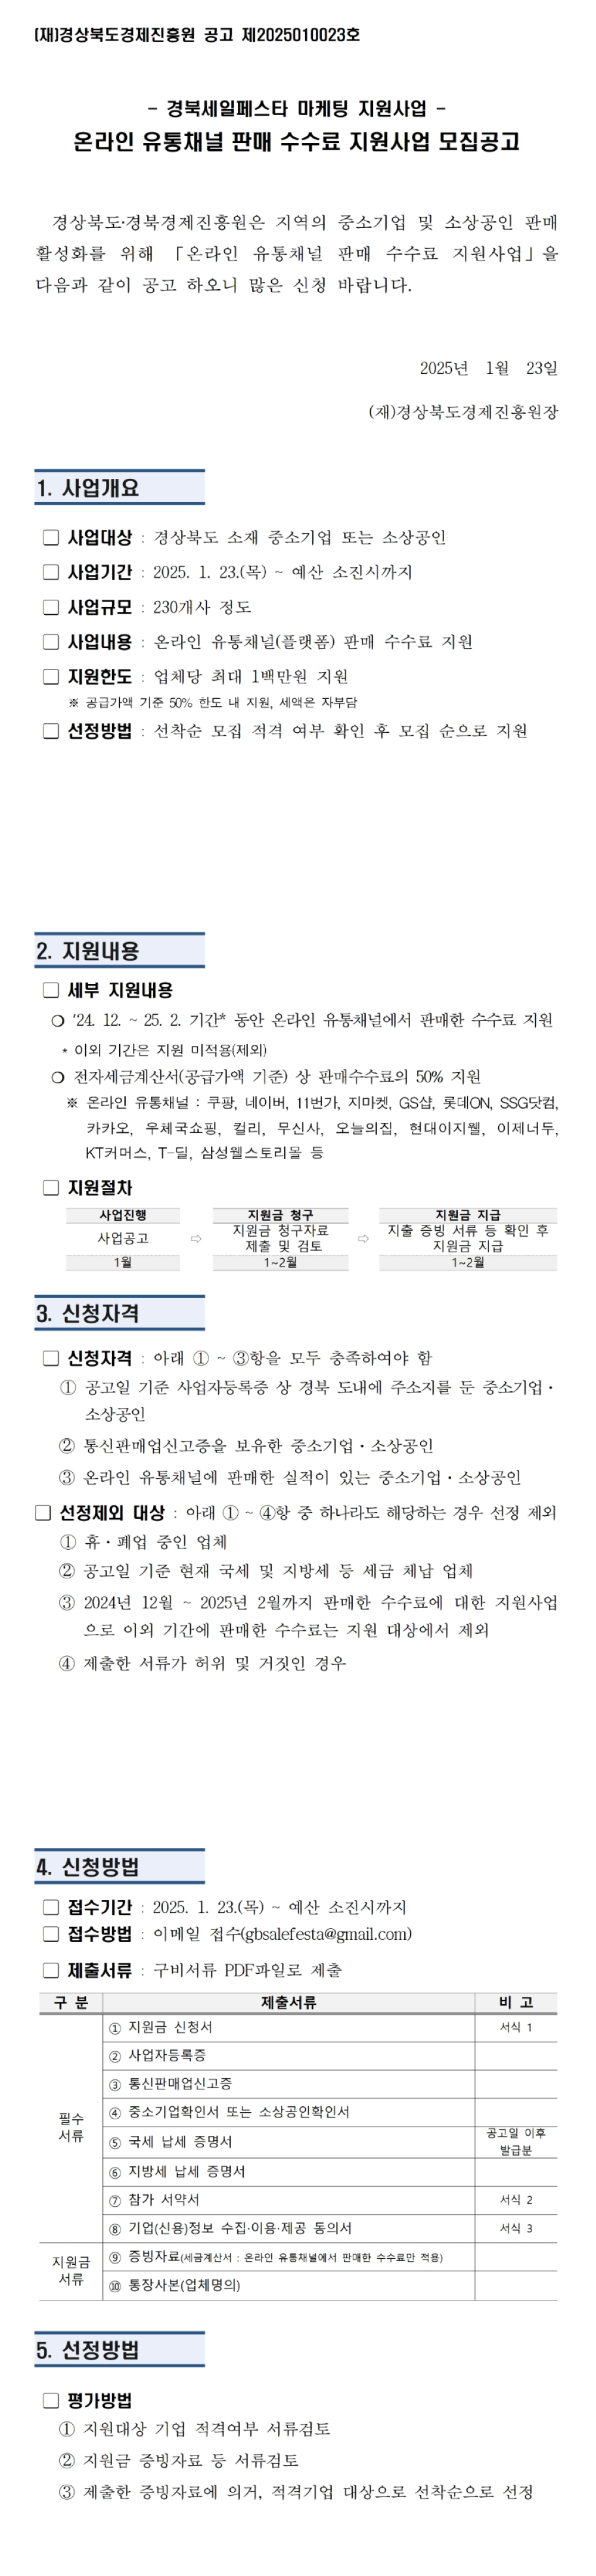 (재)경상북도경제진흥원 공고 제2025010023호
- 경북세일페스타 마케팅 지원사업 -
온라인 유통채널 판매 수수료 지원사업 모집공고
경상북도·경북경제진흥원은 지역의 중소기업 및 소상공인 판매
활성화를 위해 「온라인 유통채널 판매 수수료 지원사업」을
다음과 같이 공고 하오니 많은 신청 바랍니다.
2025년 1월 23일
(재)경상북도경제진흥원장
1. 사업개요
❏ 사업대상 : 경상북도 소재 중소기업 또는 소상공인
❏ 사업기간 : 2025. 1. 23.(목) ~ 예산 소진시까지
❏ 사업규모 : 230개사 정도
❏ 사업내용 : 온라인 유통채널(플랫폼) 판매 수수료 지원
❏ 지원한도 : 업체당 최대 1백만원 지원
※ 공급가액 기준 50% 한도 내 지원, 세액은 자부담
❏ 선정방법 : 선착순 모집 적격 여부 확인 후 모집 순으로 지원
2. 지원내용
❏ 세부 지원내용
❍ '24. 12. ~ 25. 2. 기간* 동안 온라인 유통채널에서 판매한 수수료 지원
* 이외 기간은 지원 미적용(제외)
❍ 전자세금계산서(공급가액 기준) 상 판매수수료의 50% 지원
※ 온라인 유통채널 : 쿠팡, 네이버, 11번가, 지마켓, GS샵, 롯데ON, SSG닷컴,
카카오, 우체국쇼핑, 컬리, 무신사, 오늘의집, 현대이지웰, 이제너두,
KT커머스, T-딜, 삼성웰스토리몰 등
❏ 지원절차
사업진행 지원금 청구 지원금 지급
사업공고 ⇨ 지원금 청구자료 ⇨ 지출 증빙 서류 등 확인 후
제출 및 검토 지원금 지급
1월 1~2월 1~2월
3. 신청자격
❏ 신청자격 : 아래 ① ~ ③항을 모두 충족하여야 함
① 공고일 기준 사업자등록증 상 경북 도내에 주소지를 둔 중소기업·
소상공인
② 통신판매업신고증을 보유한 중소기업·소상공인
③ 온라인 유통채널에 판매한 실적이 있는 중소기업·소상공인
❏ 선정제외 대상 : 아래 ① ~ ④항 중 하나라도 해당하는 경우 선정 제외
① 휴·폐업 중인 업체
② 공고일 기준 현재 국세 및 지방세 등 세금 체납 업체
③ 2024년 12월 ~ 2025년 2월까지 판매한 수수료에 대한 지원사업
으로 이외 기간에 판매한 수수료는 지원 대상에서 제외
④ 제출한 서류가 허위 및 거짓인 경우
4. 신청방법
❏ 접수기간 : 2025. 1. 23.(목) ~ 예산 소진시까지
❏ 접수방법 : 이메일 접수(gbsalefesta@gmail.com)
❏ 제출서류 : 구비서류 PDF파일로 제출
구 분 제출서류 비 고
필수
서류
① 지원금 신청서 서식 1
② 사업자등록증
③ 통신판매업신고증
④ 중소기업확인서 또는 소상공인확인서
⑤ 국세 납세 증명서 공고일 이후
발급분
⑥ 지방세 납세 증명서
⑦ 참가 서약서 서식 2
⑧ 기업(신용)정보 수집·이용·제공 동의서 서식 3
지원금
서류
⑨ 증빙자료(세금계산서 : 온라인 유통채널에서 판매한 수수료만 적용)
⑩ 통장사본(업체명의)
5. 선정방법
❏ 평가방법
① 지원대상 기업 적격여부 서류검토
② 지원금 증빙자료 등 서류검토
③ 제출한 증빙자료에 의거, 적격기업 대상으로 선착순으로 선정